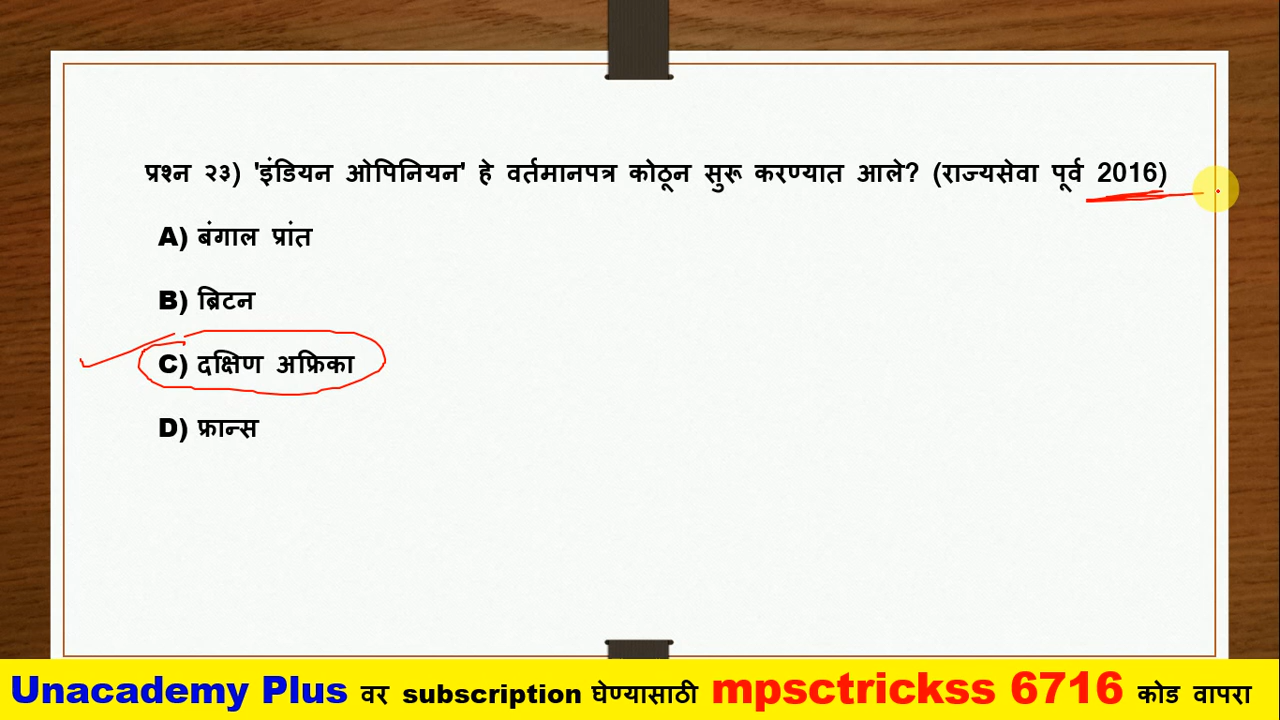 प्रश्न २३) 'इंडियन ओपिनियन' हे वर्तमानपत्र कोठून सुरू करण्यात आले? (राज्यसेवा पूर्व 2016)
A) बंगाल प्रांत
B) ब्रिटन
C) दक्षिण अफ्रिका
D) फ्रान्स
Unacademy Plus वर subscription घेण्यासाठी mpsctrickss 6716 कोड वापरा